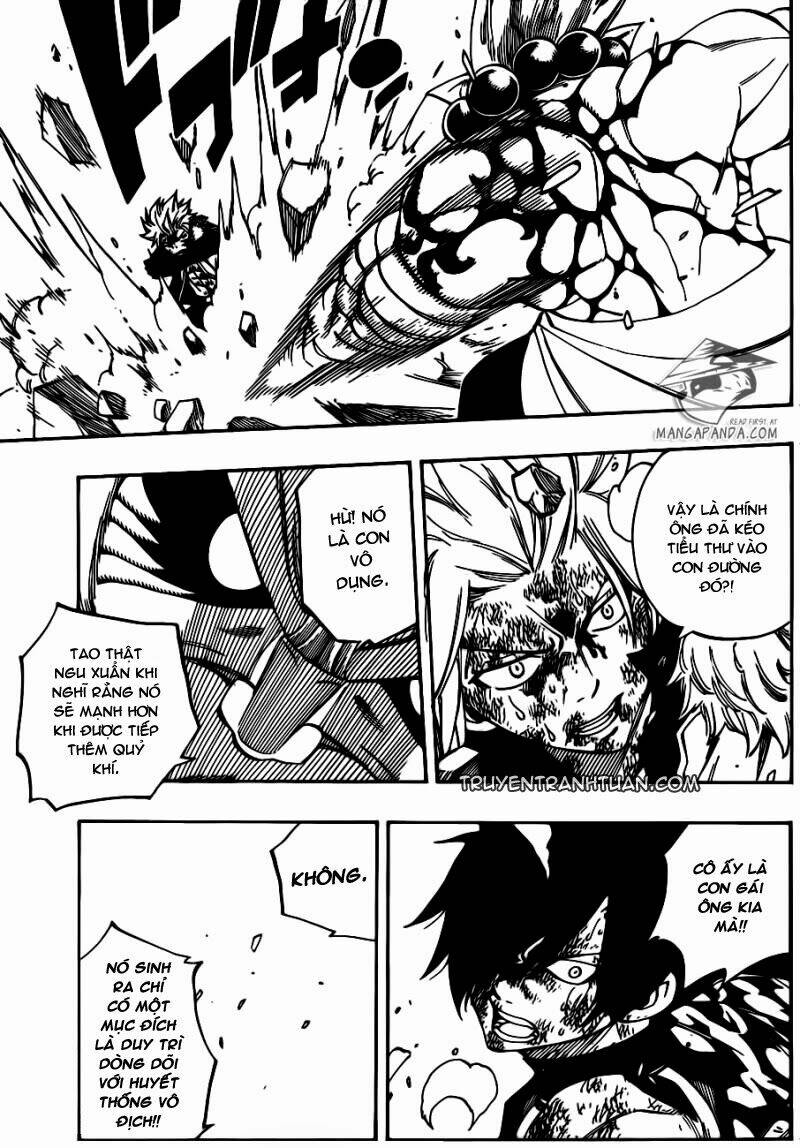 ドドドド
READ FIRST AT
MANGAPANDA.COM
VẬY LÀ CHÍNH
ÔNG ĐÃ KÉO
TIỂU THƯ VÀO
CON ĐƯỜNG
ĐÓ?!
HỪ! NÓ
LÀ CON
VÔ
DỤNG.
TAO THẬT
NGU XUẨN KHI
NGHĨ RẰNG NÓ
SẼ MẠNH HƠN
KHI ĐƯỢC TIẾP
THÊM QUỶ
KHÍ.
TRUYENTRANHTUAN.COM
CÔ ẤY LÀ
CON GÁI
ÔNG KIA
MÀ!!
KHÔNG.
NÓ SINH
RA CHỈ
CÓ MỘT
MỤC ĐÍCH
LÀ DUY TRÌ
DÒNG DÕI
VỚI HUYẾT
THỐNG VÔ
ĐỊCH!!